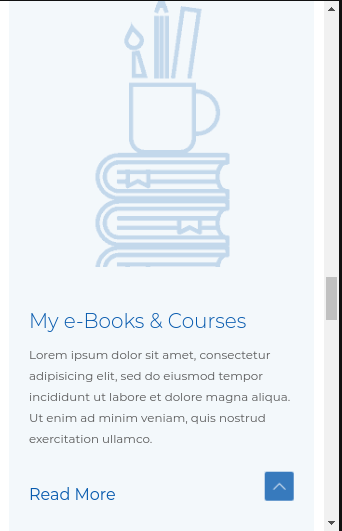 My e-Books & Courses
Lorem ipsum dolor sit amet, consectetur
adipisicing elit, sed do eiusmod tempor
incididunt ut labore et dolore magna aliqua.
Ut enim ad minim veniam, quis nostrud
exercitation ullamco.
Read More